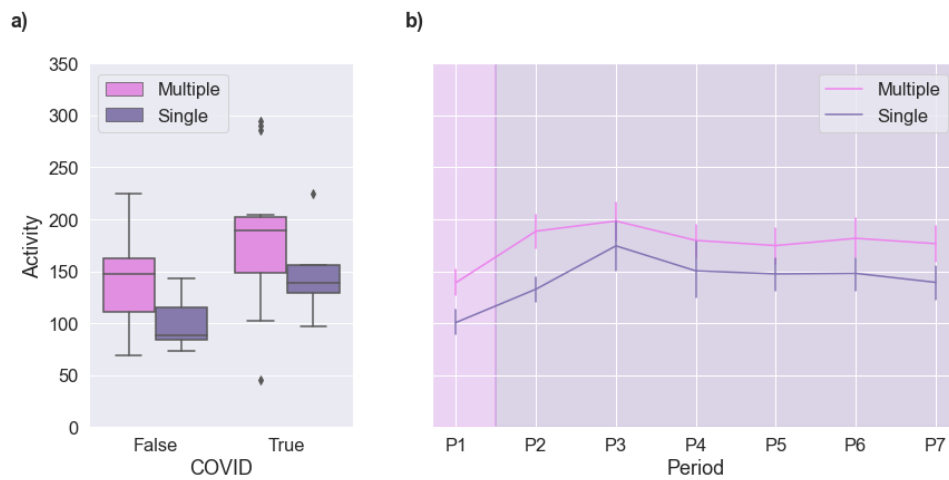 a)
b)
350
300
250
200
150
100
50
0
Activity
Multiple
Single
False
True
COVID
Multiple
Single
P1
P2
P3
P4
P5
P6
P7
Period